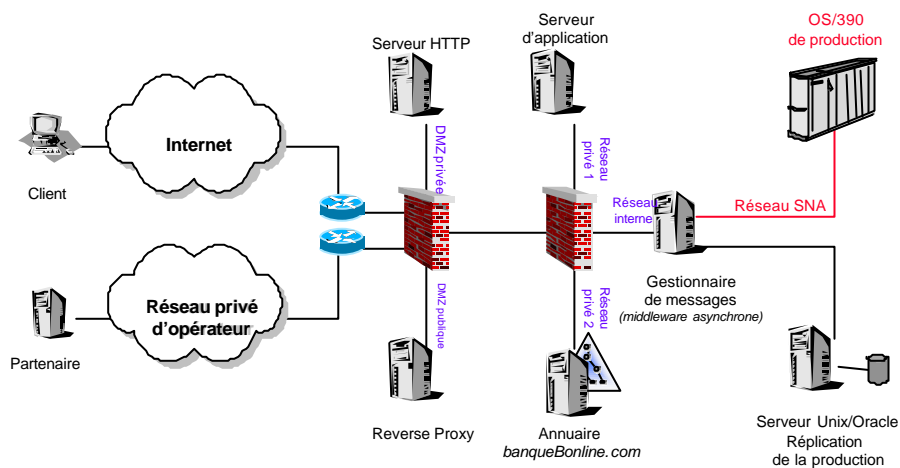 Serveur HTTP
Serveur
d'application
OS/390
de production
Internet
Client
DMZ privée
Réseau
privé 1
Réseau
interne
Réseau SNA
Réseau privé
d'opérateur
Partenaire
DMZ publique
Réseau
privé 2
Gestionnaire
de messages
(middleware asynchrone)
Reverse Proxy
Annuaire
banqueBonline.com
Serveur Unix/Oracle
Réplication
de la production